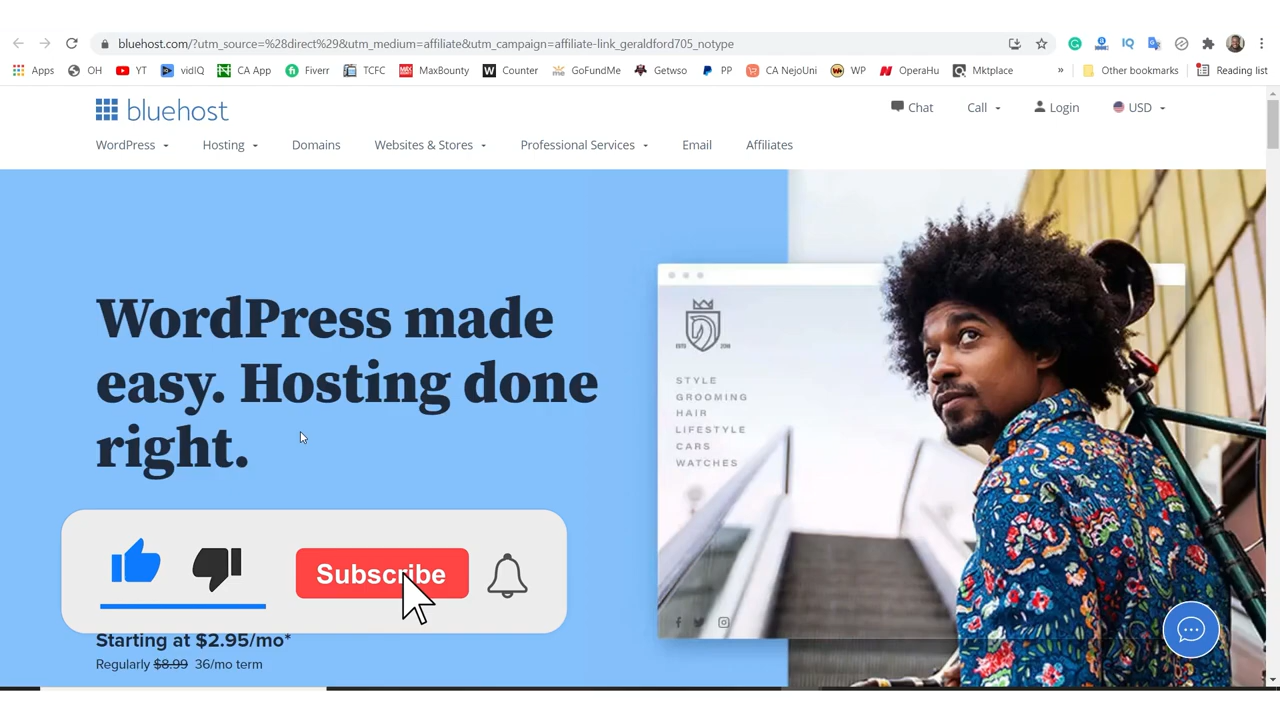 bluehost.com/?utm_source=%28direct%29&utm_medium=affiliate&utm_campaign=affiliate-link_geraldford705_notype
Apps OH YT vidIQ CA App Fiverr TCFC MaxBounty Counter GoFundMe Getwso PP CA NejoUni WP OperaHu Mktplace » Other bookmarks Reading list
bluehost
Chat Call Login USD
WordPress Hosting Domains Websites & Stores Professional Services Email Affiliates
WordPress made
easy. Hosting done
right.
STYLE
GROOMING
HAIR
LIFESTYLE
CARS
WATCHES
Subscribe
Starting at $2.95/mo*
Regularly $8.99 36/mo term